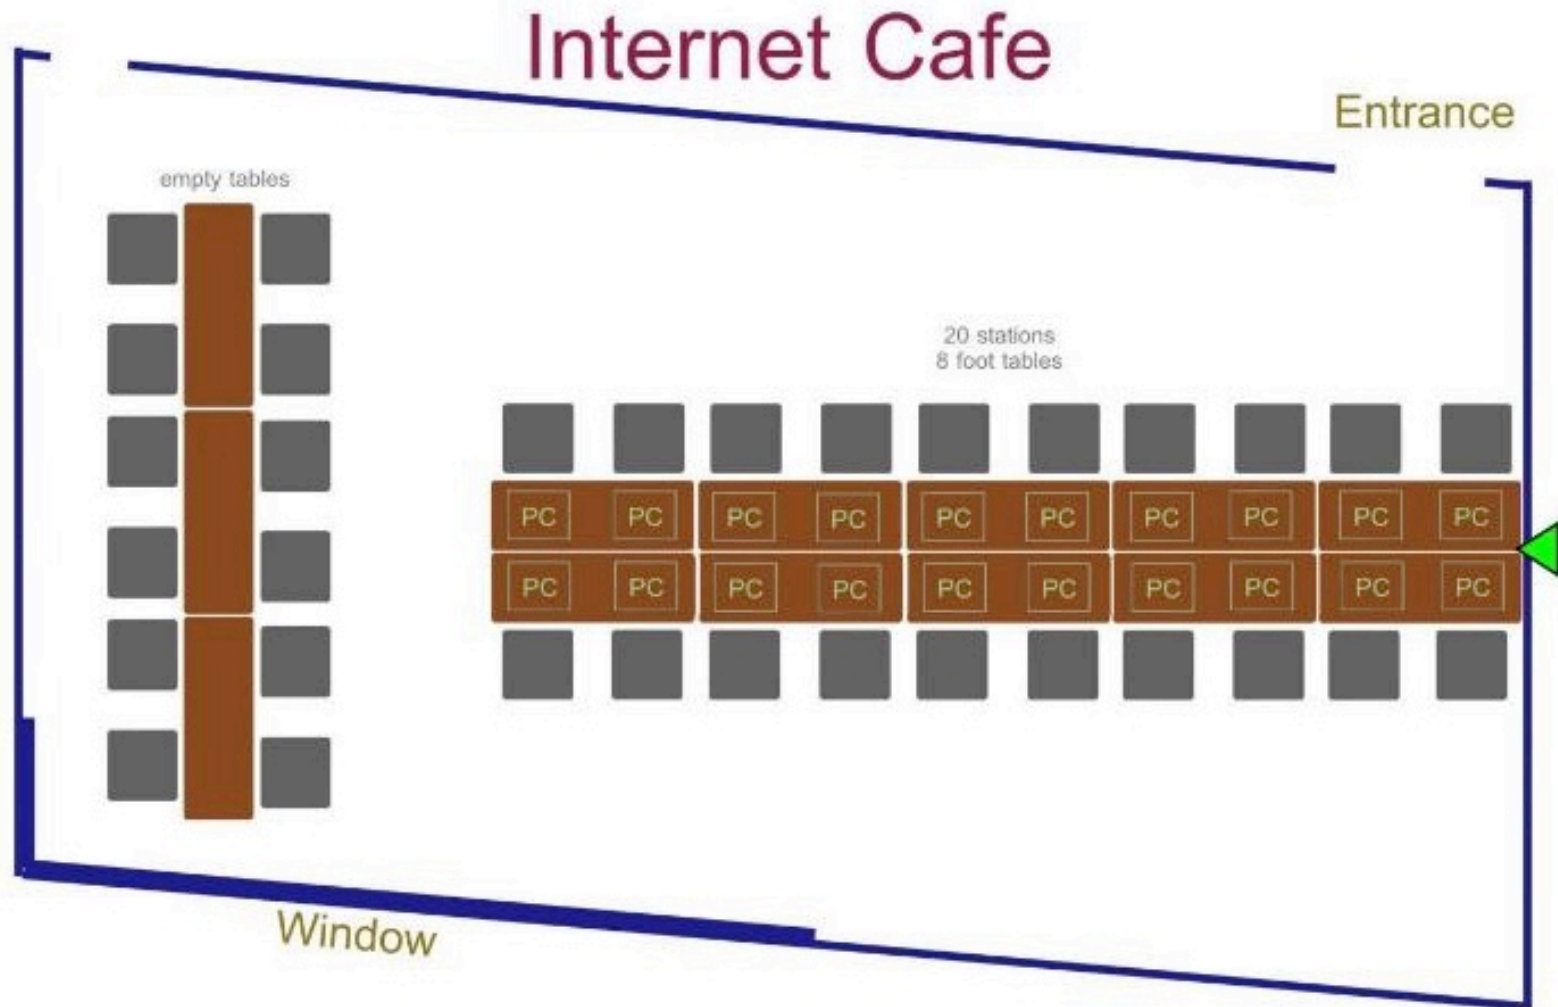 Internet Cafe
Entrance
empty tables
20 stations
8 foot tables
PC PC PC PC PC PC PC PC PC PC
PC PC PC PC PC PC PC PC PC PC
Window